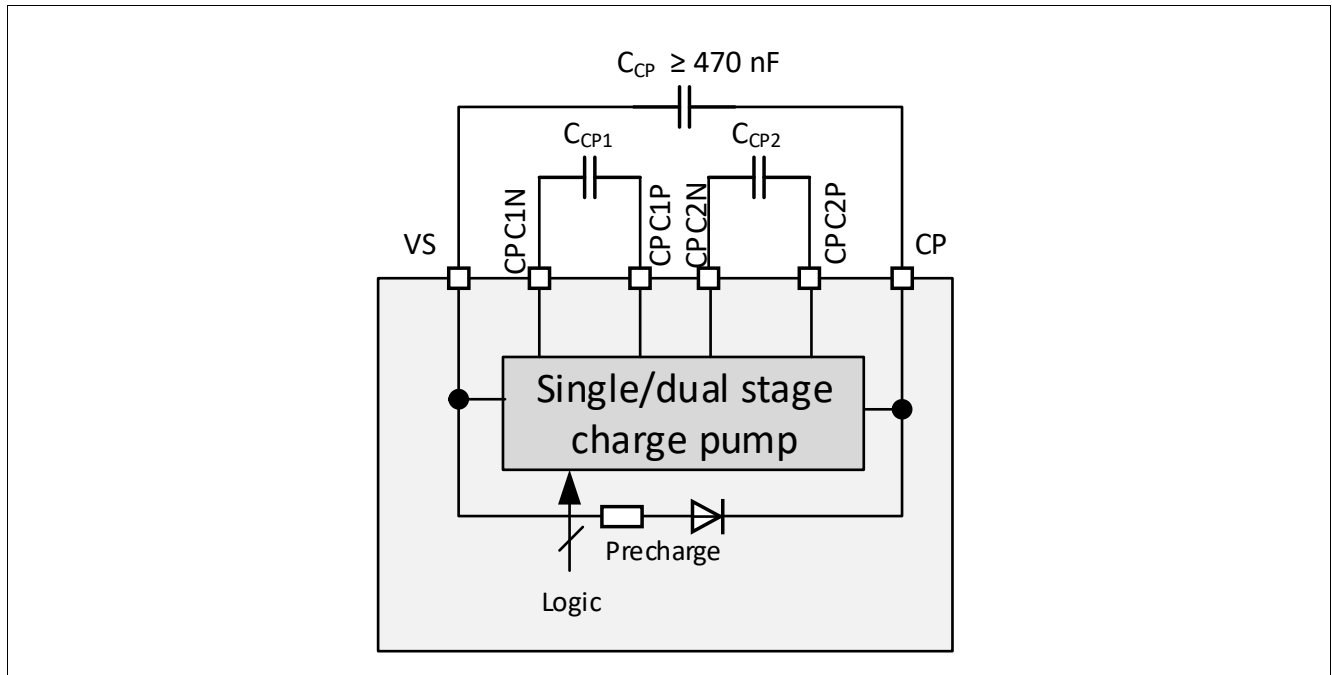 C_CP ≥ 470 nF
C_CP1
C_CP2
CPC1N
CPC1P
CPC2N
CPC2P
VS
CP
Single/dual stage
charge pump
Precharge
Logic